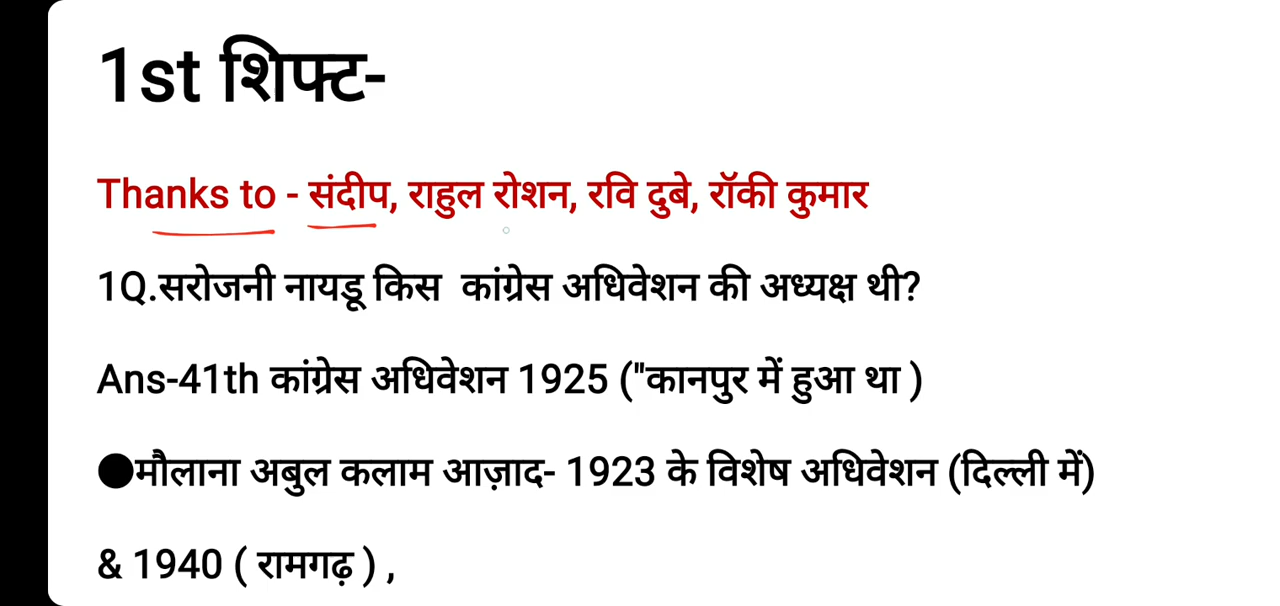 1st शिफ्ट-
Thanks to - संदीप, राहुल रोशन, रवि दुबे, रॉकी कुमार
1Q.सरोजनी नायडू किस कांग्रेस अधिवेशन की अध्यक्ष थी?
Ans-41th कांग्रेस अधिवेशन 1925 ("कानपुर में हुआ था )
●मौलाना अबुल कलाम आज़ाद- 1923 के विशेष अधिवेशन (दिल्ली में)
& 1940 ( रामगढ़ ) ,